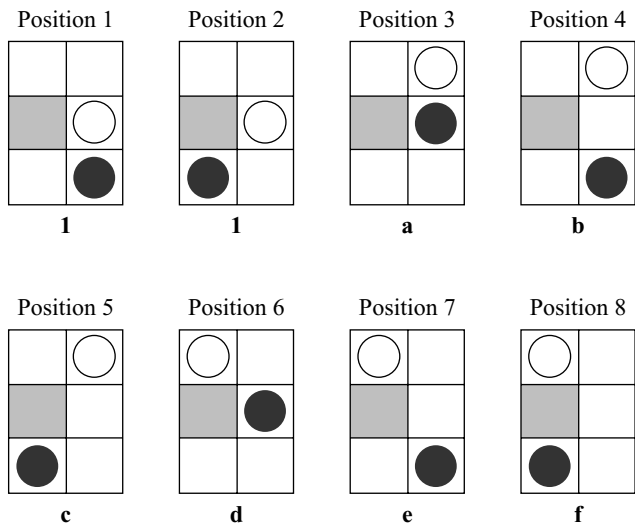 Position 1 Position 2 Position 3 Position 4
1 1 a b
Position 5 Position 6 Position 7 Position 8
c d e f